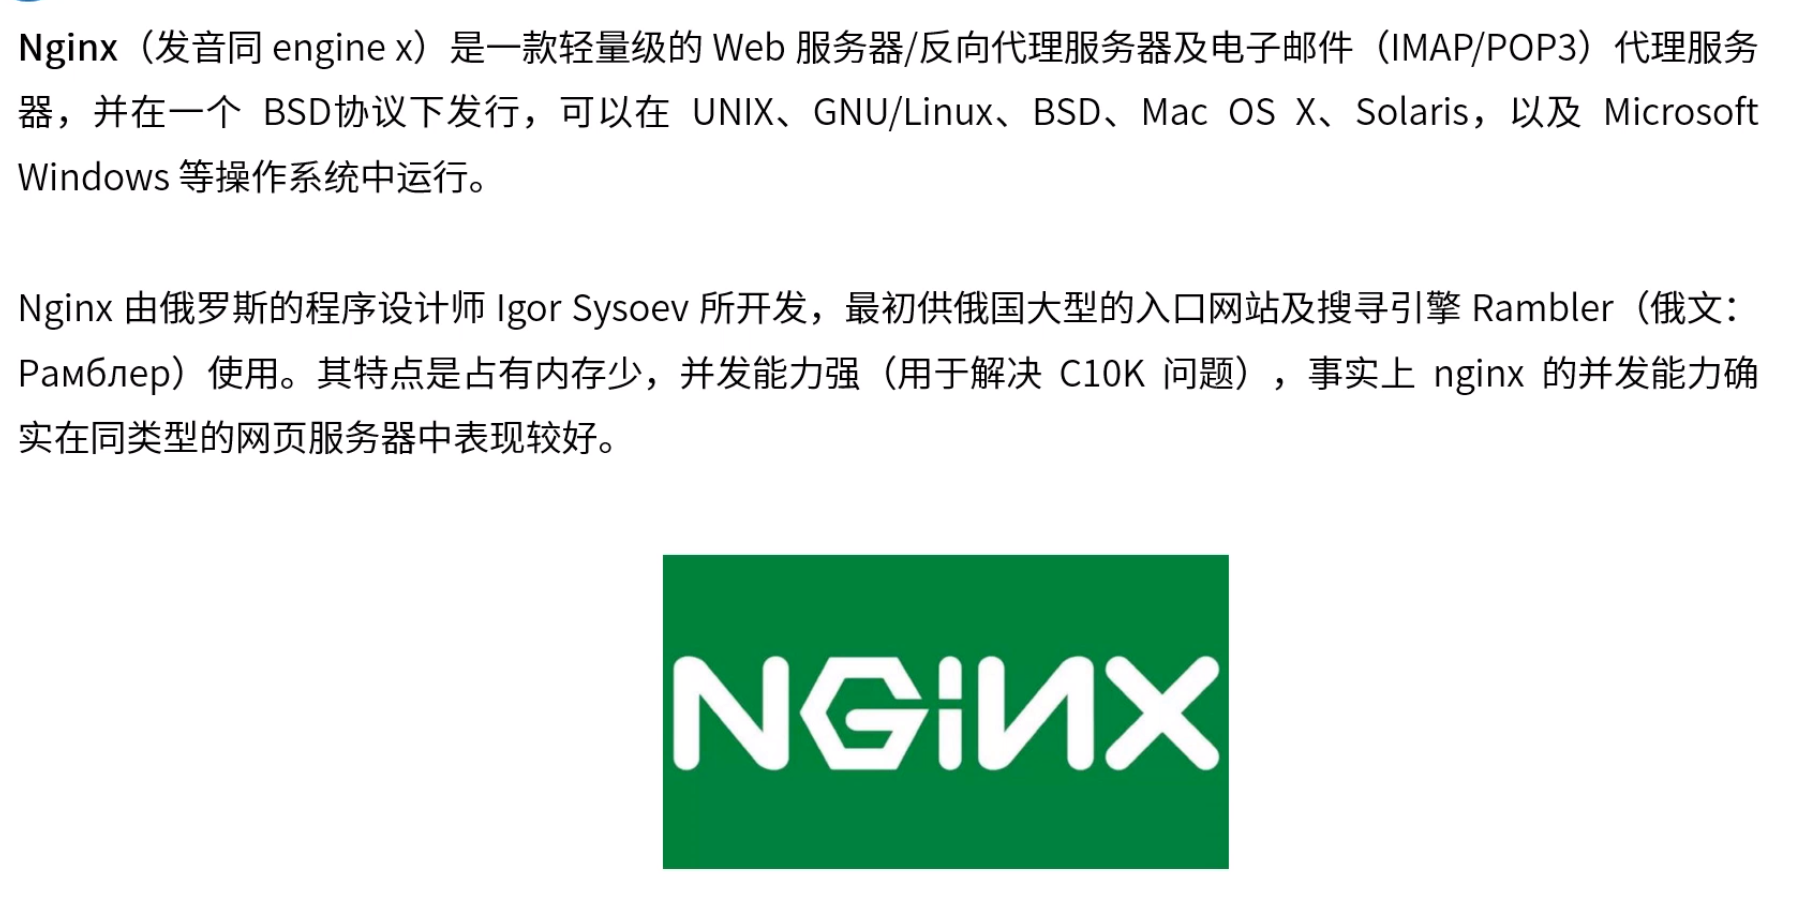 Nginx（发音同 engine x）是一款轻量级的 Web 服务器/反向代理服务器及电子邮件（IMAP/POP3）代理服务
器，并在一个 BSD协议下发行，可以在 UNIX、GNU/Linux、BSD、Mac OS X、Solaris，以及 Microsoft
Windows 等操作系统中运行。
Nginx 由俄罗斯的程序设计师 Igor Sysoev 所开发，最初供俄国大型的入口网站及搜寻引擎 Rambler（俄文：
Рамблер）使用。其特点是占有内存少，并发能力强（用于解决 C10K 问题），事实上 nginx 的并发能力确
实在同类型的网页服务器中表现较好。
NGiNX